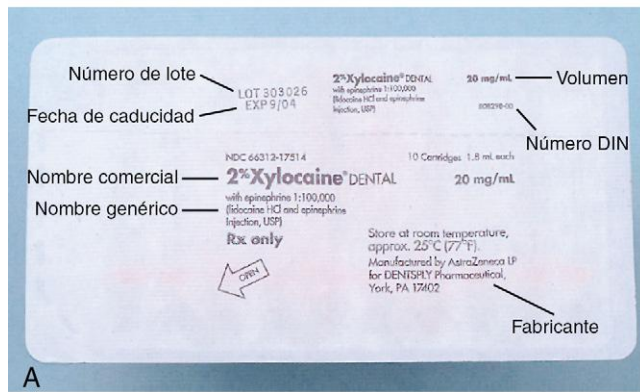 Número de lote
LOT 303026
2% Xylocaine® DENTAL
20 mg/mL
Volumen
Fecha de caducidad
EXP 9/04
with epinephrine 1:100,000
(lidocaine HCl and epinephrine
Injection, USP)
Número DIN
NDC 66312-17514
10 Cartridges 1.8 mL each
Nombre comercial
2% Xylocaine® DENTAL
20 mg/mL
Nombre genérico
with epinephrine 1:100,000
(lidocaine HCl and epinephrine
Injection, USP)
Rx only
Store at room temperature,
approx. 25°C (77°F).
Manufactured by AstraZeneca LP
for DENTSPLY Pharmaceutical,
York, PA 17402
OPEN
Fabricante
A